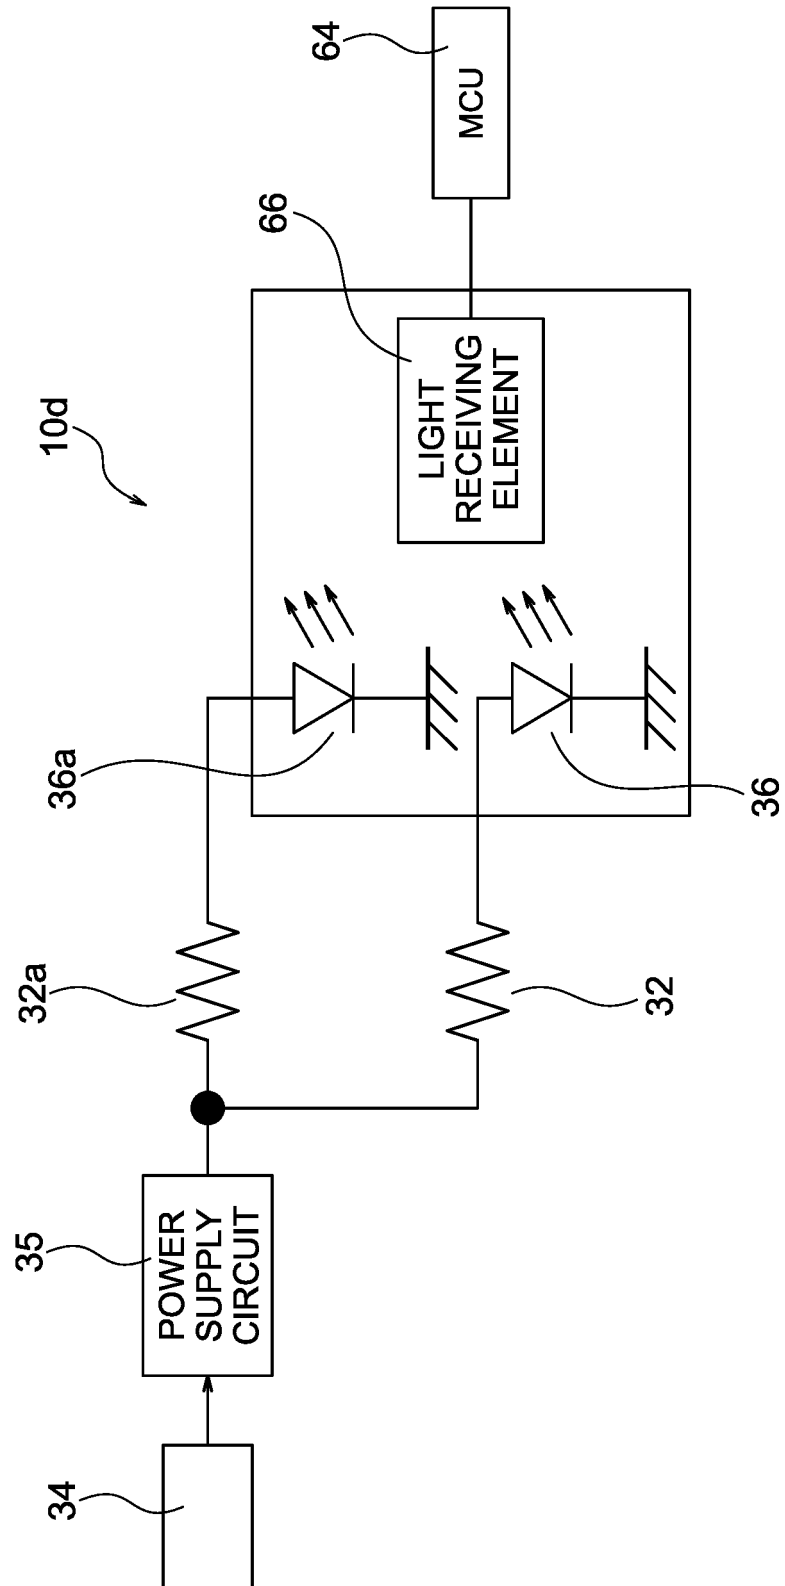 10d
34
35
POWER
SUPPLY
CIRCUIT
32a
32
36a
36
66
LIGHT
RECEIVING
ELEMENT
64
MCU